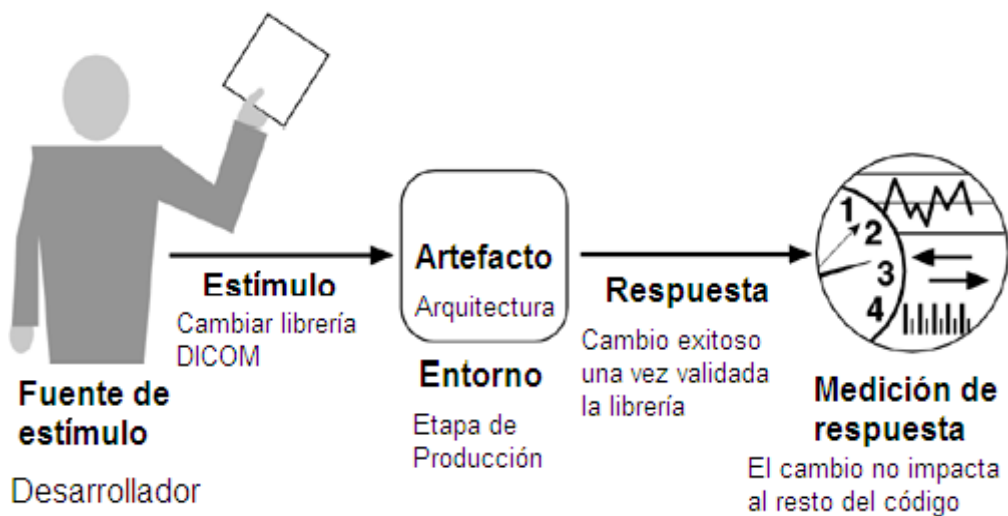 Fuente de
estímulo
Desarrollador
Estímulo
Cambiar librería
DICOM
Artefacto
Arquitectura
Entorno
Etapa de
Producción
Respuesta
Cambio exitoso
una vez validada
la librería
1
2
3
4
Medición de
respuesta
El cambio no impacta
al resto del código